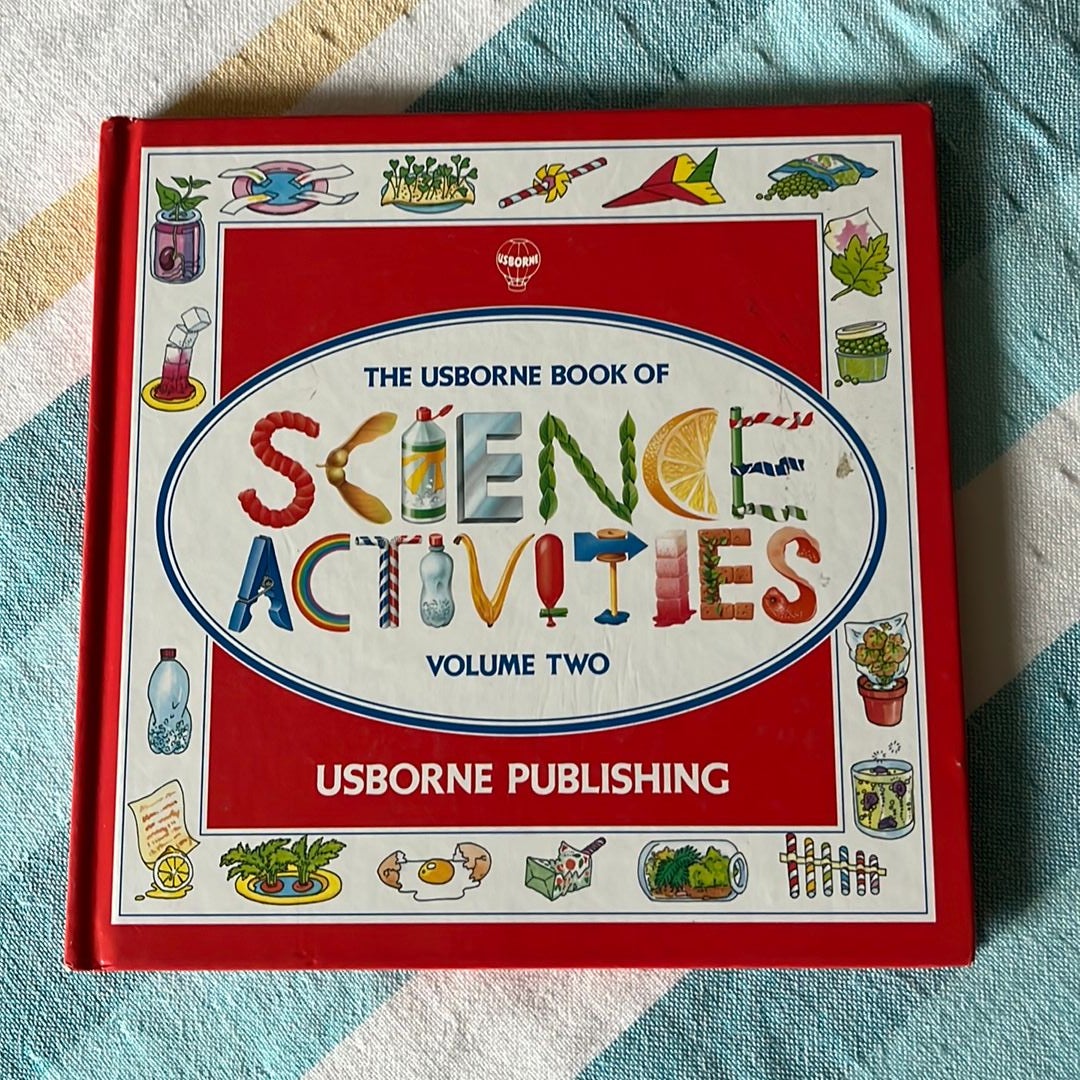 USBORNE
THE USBORNE BOOK OF
SCIENCE
ACTIVITIES
VOLUME TWO
USBORNE PUBLISHING